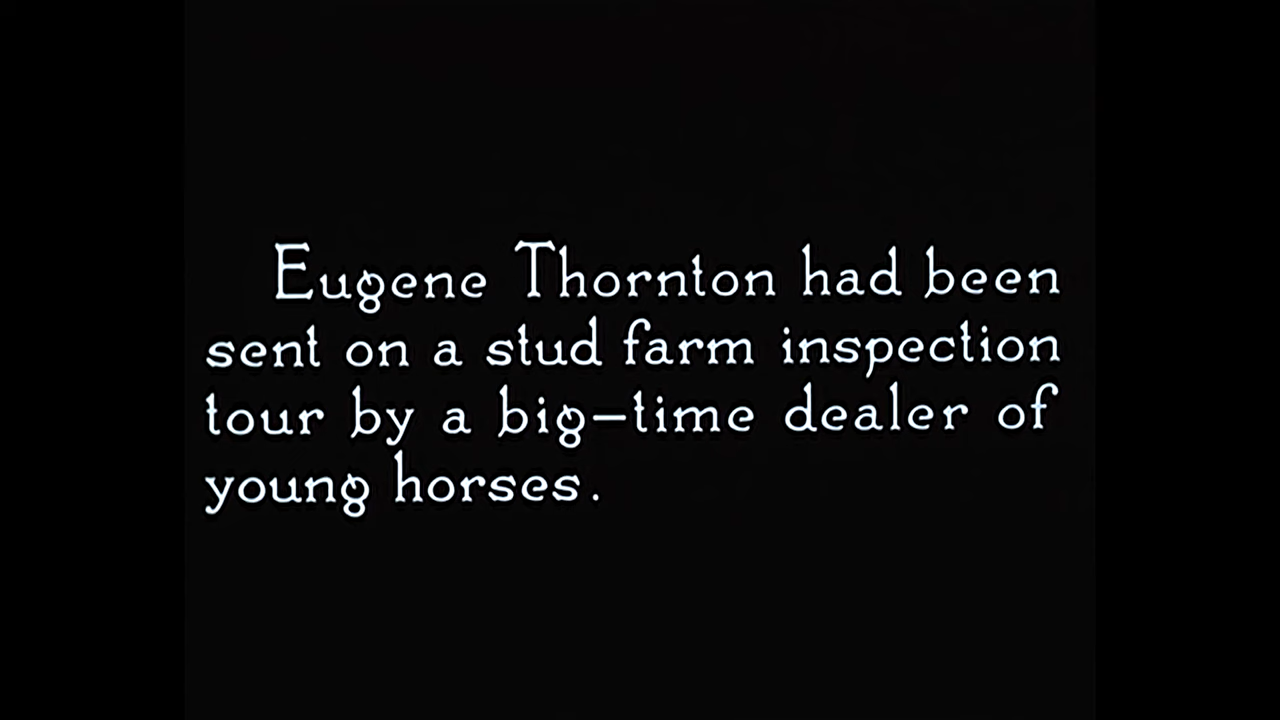 Eugene Thornton had been
sent on a stud farm inspection
tour by a big-time dealer of
young horses.